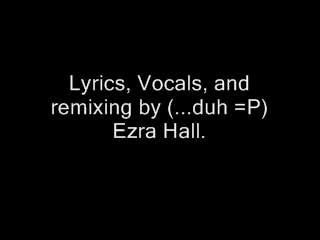 Lyrics, Vocals, and
remixing by (...duh =P)
Ezra Hall.